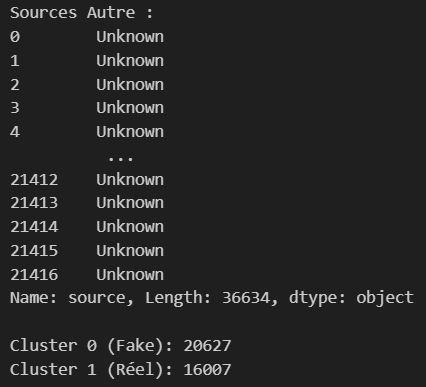 Sources Autre :
0        Unknown
1        Unknown
2        Unknown
3        Unknown
4        Unknown
          ...
21412    Unknown
21413    Unknown
21414    Unknown
21415    Unknown
21416    Unknown
Name: source, Length: 36634, dtype: object

Cluster 0 (Fake): 20627
Cluster 1 (Réel): 16007